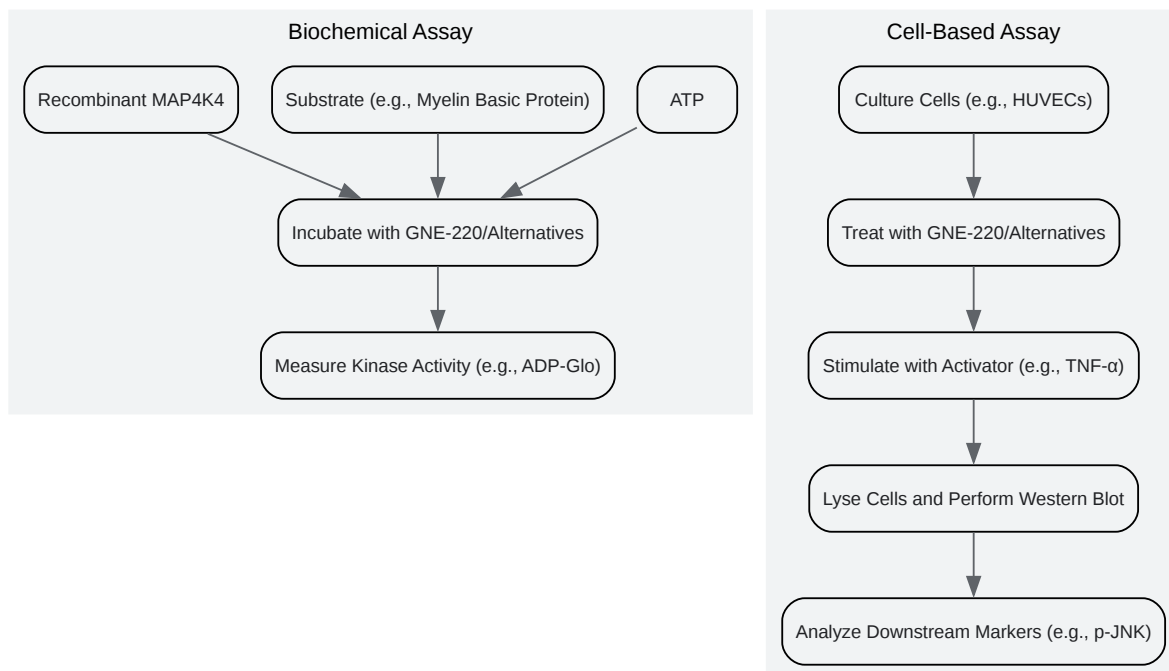 Biochemical Assay
Recombinant MAP4K4
Substrate (e.g., Myelin Basic Protein)
ATP
Incubate with GNE-220/Alternatives
Measure Kinase Activity (e.g., ADP-Glo)
Cell-Based Assay
Culture Cells (e.g., HUVECs)
Treat with GNE-220/Alternatives
Stimulate with Activator (e.g., TNF-α)
Lyse Cells and Perform Western Blot
Analyze Downstream Markers (e.g., p-JNK)